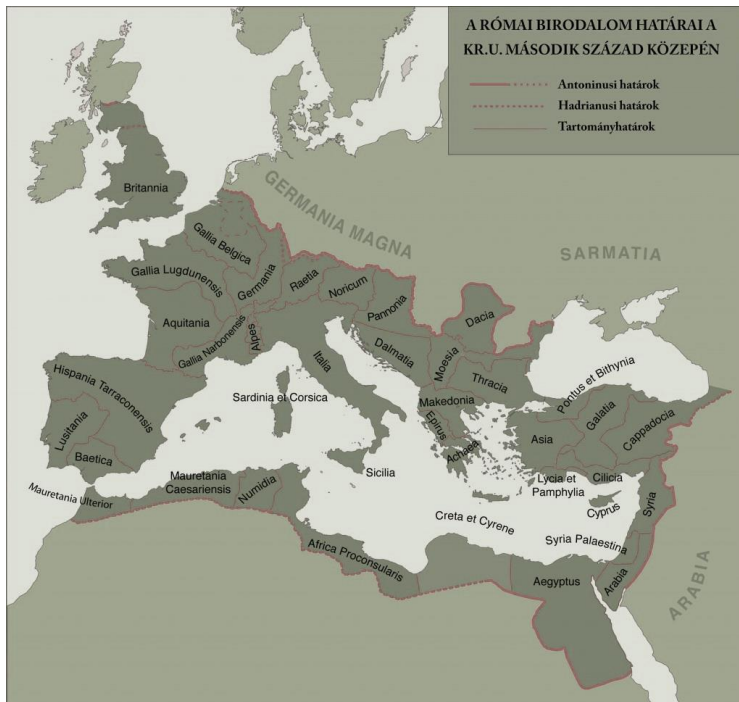 A RÓMAI BIRODALOM HATÁRAI A
KR.U. MÁSODIK SZÁZAD KÖZEPÉN
Antoninusi határok
Hadrianusi határok
Tartományhatárok
Britannia
GERMANIA MAGNA
SARMATIA
Gallia Belgica
Gallia Lugdunensis
Germania
Raetia
Noricum
Pannonia
Dacia
Aquitania
Gallia Narbonensis
Alpes
Italia
Dalmatia
Moesia
Thracia
Pontus et Bithynia
Hispania Tarraconensis
Sardinia et Corsica
Makedonia
Epirus
Achaea
Asia
Galatia
Cappadocia
Lusitania
Baetica
Sicilia
Lycia et
Pamphylia
Cilicia
Cyprus
Syria
Mauretania Ulterior
Mauretania
Caesariensis
Numidia
Africa Proconsularis
Creta et Cyrene
Syria Palaestina
Aegyptus
Arabia
ARABIA